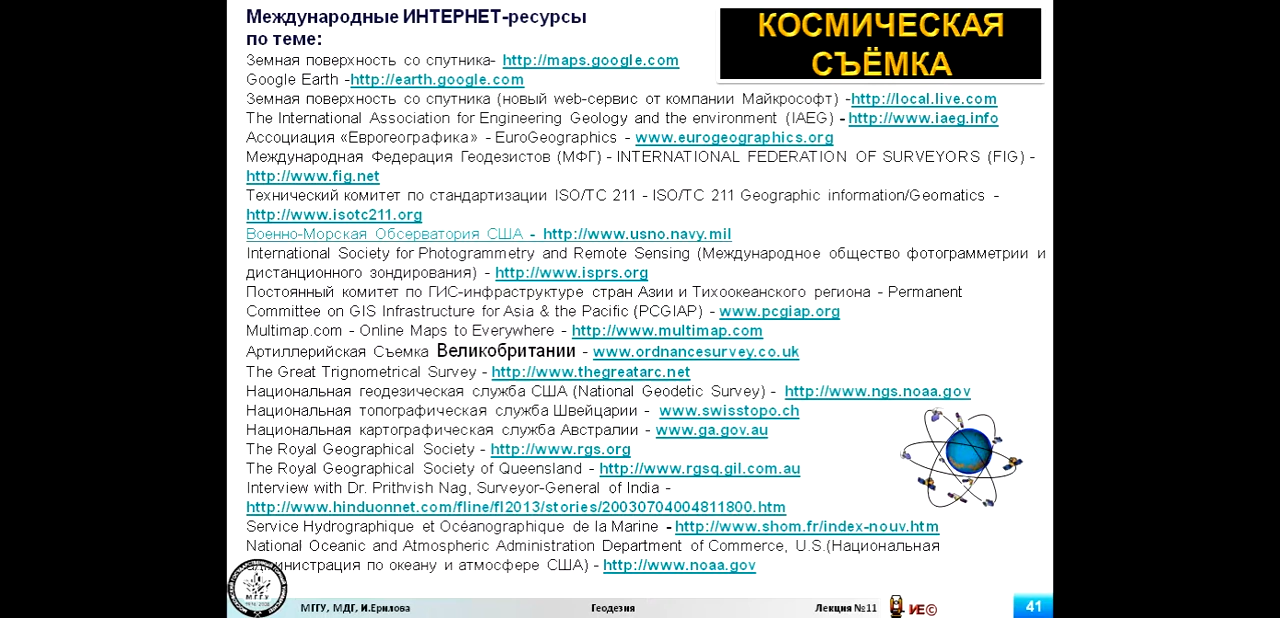 Международные ИНТЕРНЕТ-ресурсы
по теме:
КОСМИЧЕСКАЯ
СЪЁМКА
Земная поверхность со спутника- http://maps.google.com
Google Earth -http://earth.google.com
Земная поверхность со спутника (новый web-сервис от компании Майкрософт) -http://local.live.com
The International Association for Engineering Geology and the environment (IAEG) - http://www.iaeg.info
Ассоциация «Еврогеографика» - EuroGeographics - www.eurogeographics.org
Международная Федерация Геодезистов (МФГ) - INTERNATIONAL FEDERATION OF SURVEYORS (FIG) -
http://www.fig.net
Технический комитет по стандартизации ISO/TC 211 - ISO/TC 211 Geographic information/Geomatics -
http://www.isotc211.org
Военно-Морская Обсерватория США - http://www.usno.navy.mil
International Society for Photogrammetry and Remote Sensing (Международное общество фотограмметрии и
дистанционного зондирования) - http://www.isprs.org
Постоянный комитет по ГИС-инфраструктуре стран Азии и Тихоокеанского региона - Permanent
Committee on GIS Infrastructure for Asia & the Pacific (PCGIAP) - www.pcgiap.org
Multimap.com - Online Maps to Everywhere - http://www.multimap.com
Артиллерийская Съемка Великобритании - www.ordnancesurvey.co.uk
The Great Trignometrical Survey - http://www.thegreatarc.net
Национальная геодезическая служба США (National Geodetic Survey) - http://www.ngs.noaa.gov
Национальная топографическая служба Швейцарии - www.swisstopo.ch
Национальная картографическая служба Австралии - www.ga.gov.au
The Royal Geographical Society - http://www.rgs.org
The Royal Geographical Society of Queensland - http://www.rgsq.gil.com.au
Interview with Dr. Prithvish Nag, Surveyor-General of India -
http://www.hinduonnet.com/fline/fl2013/stories/20030704004811800.htm
Service Hydrographique et Océanographique de la Marine - http://www.shom.fr/index-nouv.htm
National Oceanic and Atmospheric Administration Department of Commerce, U.S.(Национальная
администрация по океану и атмосфере США) - http://www.noaa.gov
МГГУ
МГГУ, МДГ, И.Ерилова Геодезия Лекция №11 ИЕ© 41